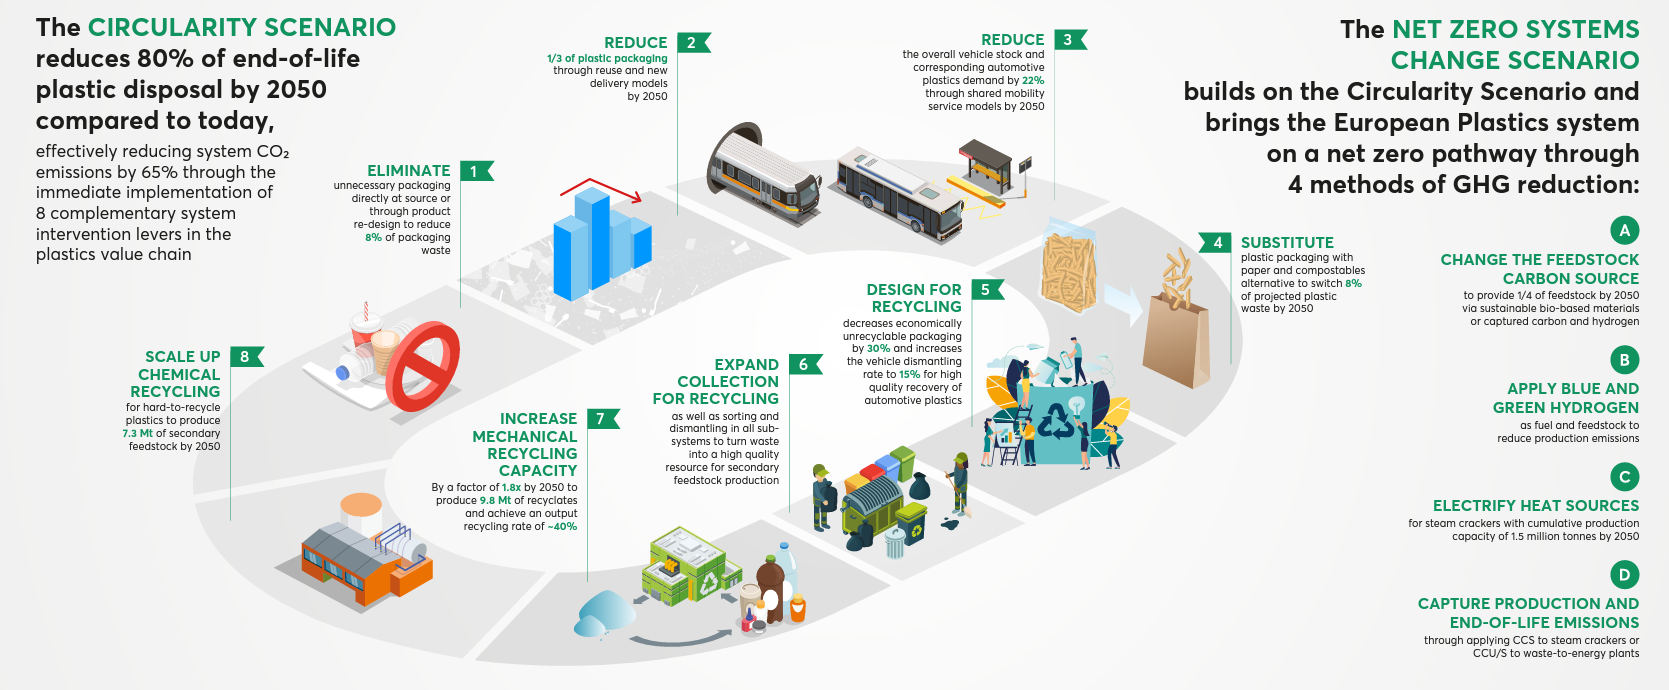 The CIRCULARITY SCENARIO
reduces 80% of end-of-life
plastic disposal by 2050
compared to today,
effectively reducing system CO₂
emissions by 65% through the
immediate implementation of
8 complementary system
intervention levers in the
plastics value chain
1
ELIMINATE
unnecessary packaging
directly at source or
through product
re-design to reduce
8% of packaging
waste
2
REDUCE
1/3 of plastic packaging
through reuse and new
delivery models
by 2050
3
REDUCE
the overall vehicle stock and
corresponding automotive
plastics demand by 22%
through shared mobility
service models by 2050
4
SUBSTITUTE
plastic packaging with
paper and compostables
alternative to switch 8%
of projected plastic
waste by 2050
5
DESIGN FOR
RECYCLING
decreases economically
unrecyclable packaging
by 30% and increases
the vehicle dismantling
rate to 15% for high
quality recovery of
automotive plastics
6
EXPAND
COLLECTION
FOR RECYCLING
as well as sorting and
dismantling in all sub-
systems to turn waste
into a high quality
resource for secondary
feedstock production
7
INCREASE
MECHANICAL
RECYCLING
CAPACITY
By a factor of 1.8x by 2050 to
produce 9.8 Mt of recyclates
and achieve an output
recycling rate of ~40%
8
SCALE UP
CHEMICAL
RECYCLING
for hard-to-recycle
plastics to produce
7.3 Mt of secondary
feedstock by 2050
The NET ZERO SYSTEMS
CHANGE SCENARIO
builds on the Circularity Scenario and
brings the European Plastics system
on a net zero pathway through
4 methods of GHG reduction:
A
CHANGE THE FEEDSTOCK
CARBON SOURCE
to provide 1/4 of feedstock by 2050
via sustainable bio-based materials
or captured carbon and hydrogen
B
APPLY BLUE AND
GREEN HYDROGEN
as fuel and feedstock to
reduce production emissions
C
ELECTRIFY HEAT SOURCES
for steam crackers with cumulative production
capacity of 1.5 million tonnes by 2050
D
CAPTURE PRODUCTION AND
END-OF-LIFE EMISSIONS
through applying CCS to steam crackers or
CCU/S to waste-to-energy plants